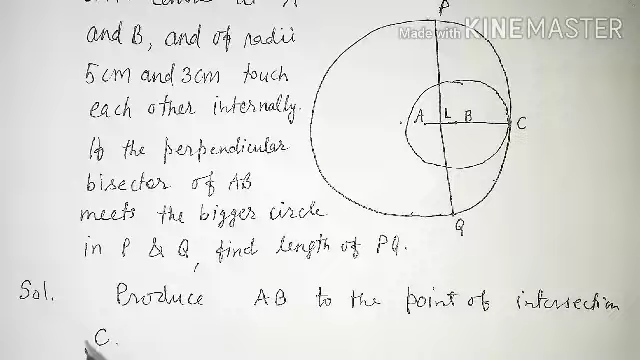 and B, and of radii
5cm and 3cm touch
each other internally.
If the perpendicular
bisector of AB
meets the bigger circle
in P & Q, find length of PQ.
Sol. Produce AB to the point of intersection
C.
P
Made with KINEMASTER
A L B C
Q